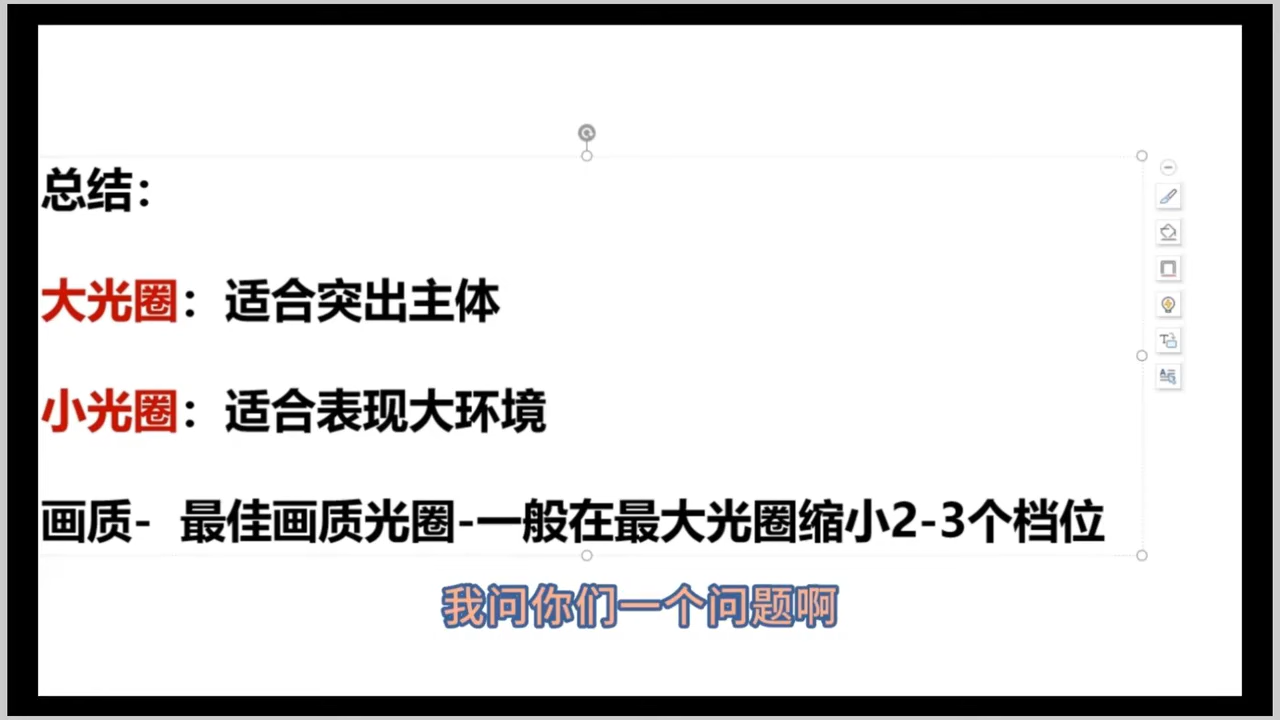 总结：
大光圈：适合突出主体
小光圈：适合表现大环境
画质- 最佳画质光圈-一般在最大光圈缩小2-3个档位
我问你们一个问题啊